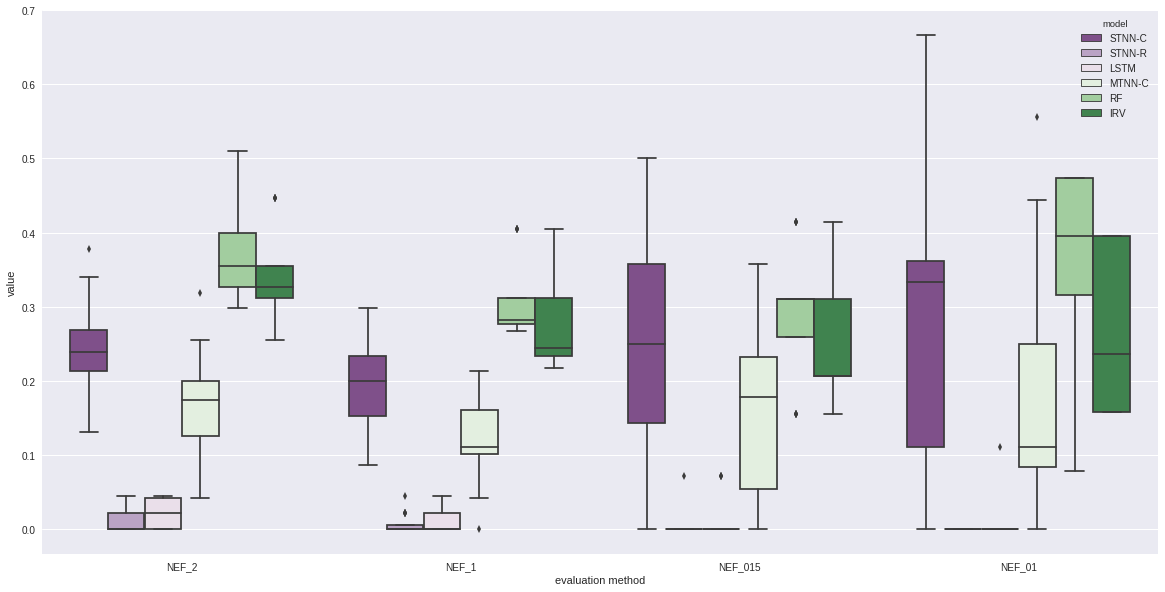 0.7
0.6
0.5
0.4
0.3
0.2
0.1
0.0
value
NEF_2
NEF_1
NEF_015
NEF_01
evaluation method
model
STNN-C
STNN-R
LSTM
MTNN-C
RF
IRV